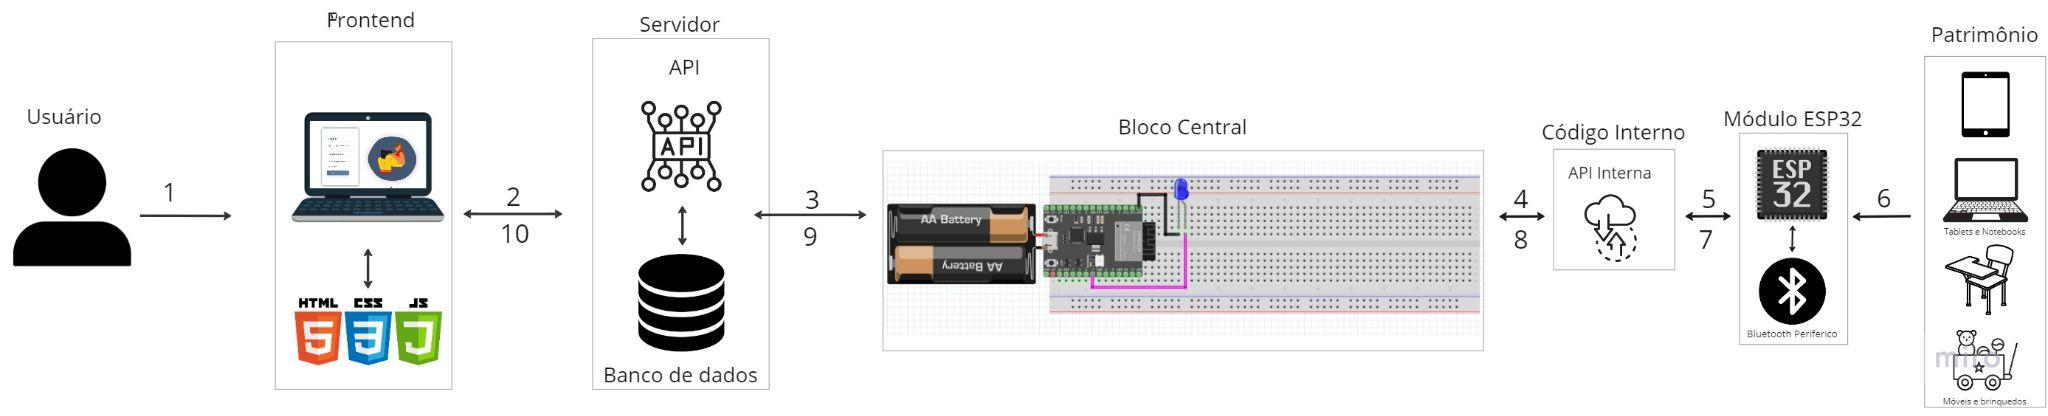 Usuário
1
Frontend
HTML
CSS
JS
2
10
Servidor
API
API
Banco de dados
3
9
Bloco Central
AA Battery
AA Battery
4
8
Código Interno
API Interna
5
7
Módulo ESP32
ESP
32
Bluetooth Periferico
6
Patrimônio
Tablets e Notebooks
miro
Móveis e brinquedos